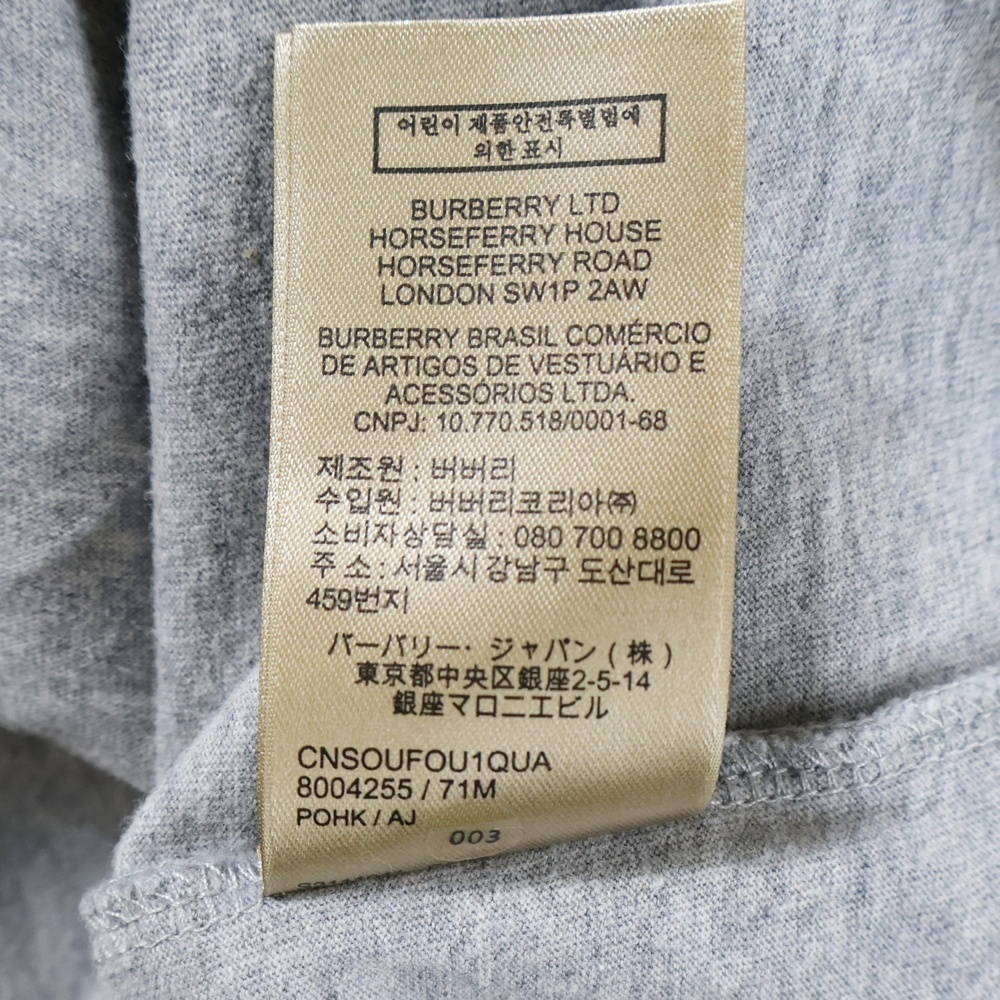 어린이 제품안전특별법에
의한 표시
BURBERRY LTD
HORSEFERRY HOUSE
HORSEFERRY ROAD
LONDON SW1P 2AW
BURBERRY BRASIL COMÉRCIO
DE ARTIGOS DE VESTUÁRIO E
ACESSÓRIOS LTDA.
CNPJ: 10.770.518/0001-68
제조원 : 버버리
수입원 : 버버리코리아㈜
소비자상담실 : 080 700 8800
주 소 : 서울시 강남구 도산대로
459번지
バーバリー・ジャパン ( 株 )
東京都中央区銀座2-5-14
銀座マロニエビル
CNSOUFOU1QUA
8004255 / 71M
POHK / AJ
003